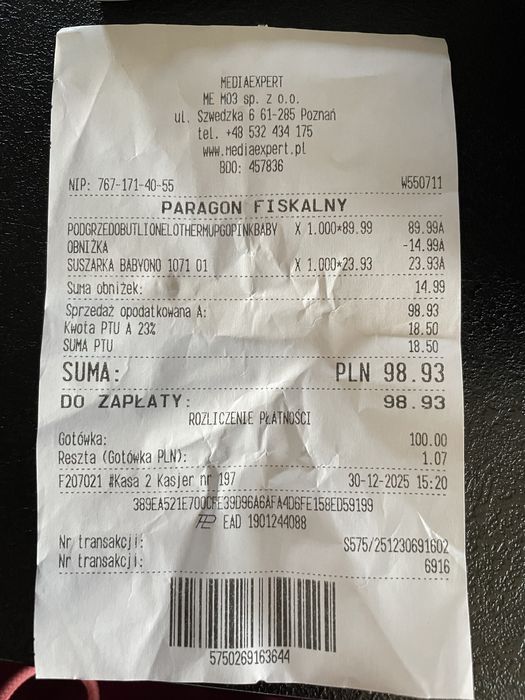 MEDIAEXPERT
ME M03 sp. z o.o.
ul. Szwedzka 6 61-285 Poznań
tel. +48 532 434 175
www.mediaexpert.pl
BDO: 457836
NIP: 767-171-40-55 W550711
PARAGON FISKALNY
PODGRZEDOBUTLIONELOTHERMUPGOPINKBABY X 1.000*89.99 89.99A
OBNIŻKA -14.99A
SUSZARKA BABYONO 1071 01 X 1.000*23.93 23.93A
Suma obniżek: 14.99
Sprzedaż opodatkowana A: 98.93
Kwota PTU A 23% 18.50
SUMA PTU 18.50
SUMA: PLN 98.93
DO ZAPŁATY: 98.93
ROZLICZENIE PŁATNOŚCI
Gotówka: 100.00
Reszta (Gotówka PLN): 1.07
F207021 #Kasa 2 Kasjer nr 197 30-12-2025 15:20
389EA521E700CFE39D96A6AFA4D6FE158ED59199
EAD 1901244088
Nr transakcji: S575/251230691602
Nr transakcji: 6916
5750269163644